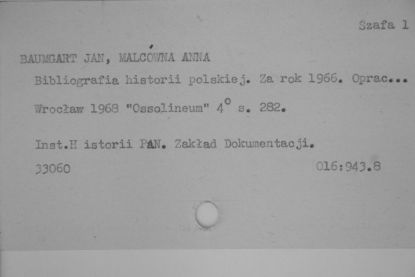 Szafa 1
BAUMGART JAN, MALCÓWNA ANNA
Bibliografia historii polskiej. Za rok 1966. Oprac...
Wrocław 1968 "Ossolineum" 4° s. 282.
Inst.H istorii PAN. Zakład Dokumentacji.
33060 016:943.8